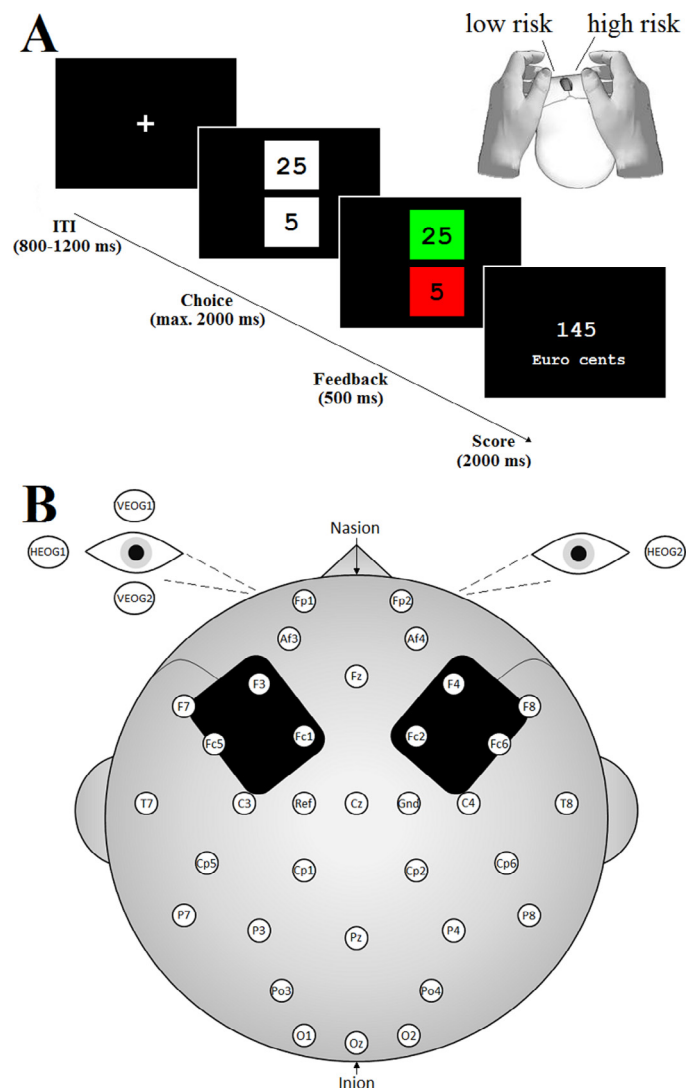 A
low risk high risk
+
25
5
25
5
145
Euro cents
ITI
(800-1200 ms)
Choice
(max. 2000 ms)
Feedback
(500 ms)
Score
(2000 ms)
B
VEOG1
HEOG1
VEOG2
Nasion
HEOG2
Fp1 Fp2
Af3 Af4
Fz
F3 F4
F7 F8
Fc5 Fc1 Fc2 Fc6
T7 C3 Ref Cz Gnd C4 T8
Cp5 Cp1 Cp2 Cp6
P7 P3 Pz P4 P8
Po3 Po4
O1 Oz O2
Inion